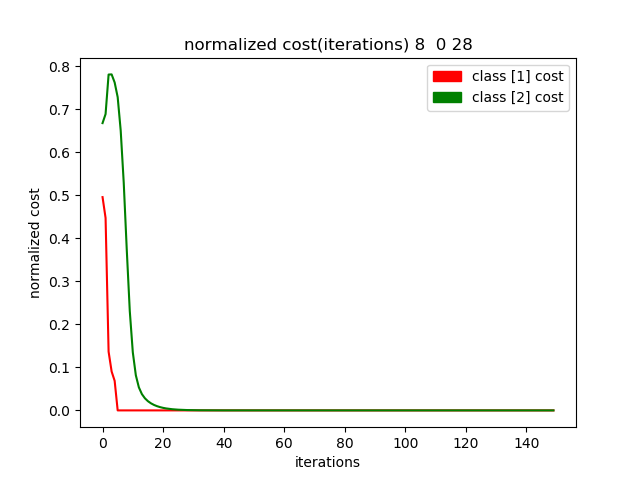 normalized cost(iterations) 8  0 28
class [1] cost
class [2] cost
normalized cost
0.8
0.7
0.6
0.5
0.4
0.3
0.2
0.1
0.0
0 20 40 60 80 100 120 140
iterations